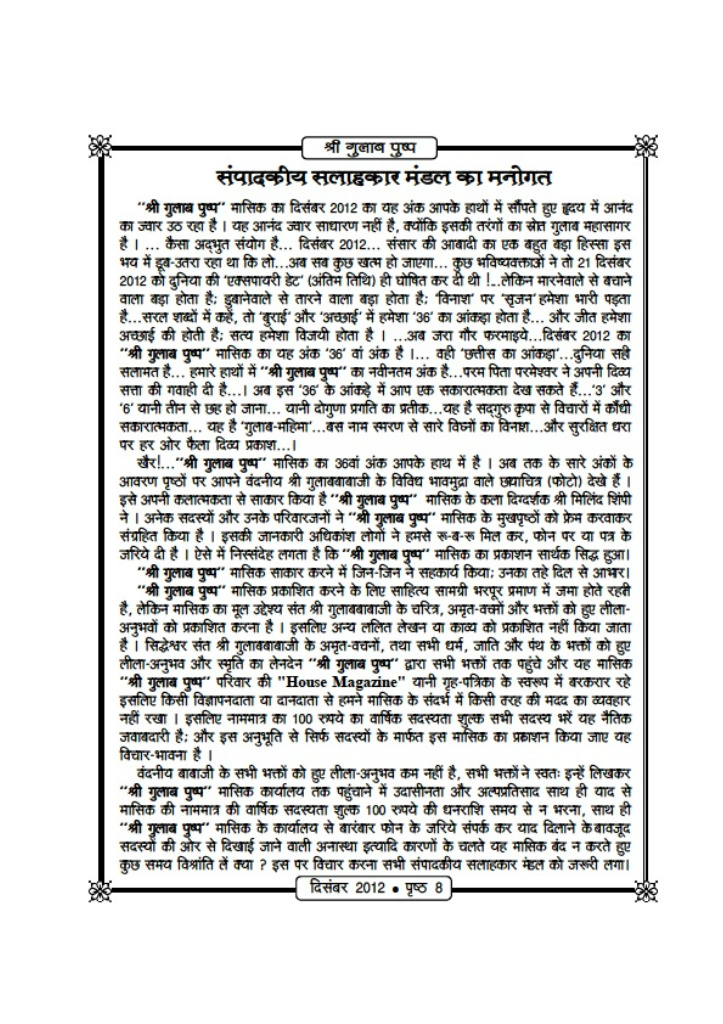 श्री गुलाब पुष्प
संपादकीय सलाहकार मंडल का मनोगत
"श्री गुलाब पुष्प" मासिक का दिसंबर 2012 का यह अंक आपके हाथों में सौंपते हुए हृदय में आनंद
का ज्वार उठ रहा है । यह आनंद ज्वार साधारण नहीं है, क्योंकि इसकी तरंगों का स्रोत गुलाब महासागर
है । ... कैसा अद्भुत संयोग है... दिसंबर 2012... संसार की आबादी का एक बहुत बड़ा हिस्सा इस
भय में डूब-उतरा रहा था कि लो...अब सब कुछ खत्म हो जाएगा... कुछ भविष्यवक्ताओं ने तो 21 दिसंबर
2012 को दुनिया की 'एक्सपायरी डेट' (अंतिम तिथि) ही घोषित कर दी थी !..लेकिन मारनेवाले से बचाने
वाला बड़ा होता है; डुबानेवाले से तारने वाला बड़ा होता है; 'विनाश' पर 'सृजन' हमेशा भारी पड़ता
है...सरल शब्दों में कहें, तो 'बुराई' और 'अच्छाई' में हमेशा '36' का आंकड़ा होता है... और जीत हमेशा
अच्छाई की होती है; सत्य हमेशा विजयी होता है । ...अब जरा गौर फरमाइये...दिसंबर 2012 का
"श्री गुलाब पुष्प" मासिक का यह अंक '36' वां अंक है ।... वही 'छत्तीस का आंकड़ा'...दुनिया सही
सलामत है... हमारे हाथों में "श्री गुलाब पुष्प" का नवीनतम अंक है...परम पिता परमेश्वर ने अपनी दिव्य
सत्ता की गवाही दी है...। अब इस '36' के आंकड़े में आप एक सकारात्मकता देख सकते हैं...'3' और
'6' यानी तीन से छह हो जाना... यानी दोगुणा प्रगति का प्रतीक...यह है सद्गुरु कृपा से विचारों में कौंधी
सकारात्मकता... यह है 'गुलाब-महिमा'...बस नाम स्मरण से सारे विघ्नों का विनाश...और सुरक्षित धरा
पर हर ओर फैला दिव्य प्रकाश...।
खैर!..."श्री गुलाब पुष्प" मासिक का 36वां अंक आपके हाथ में है । अब तक के सारे अंकों के
आवरण पृष्ठों पर आपने वंदनीय श्री गुलाबबाबाजी के विविध भावमुद्रा वाले छायाचित्र (फोटो) देखे हैं ।
इसे अपनी कलात्मकता से साकार किया है "श्री गुलाब पुष्प" मासिक के कला दिग्दर्शक श्री मिलिंद शिंपी
ने । अनेक सदस्यों और उनके परिवारजनों ने "श्री गुलाब पुष्प" मासिक के मुखपृष्ठों को फ्रेम करवाकर
संग्रहित किया है । इसकी जानकारी अधिकांश लोगों ने हमसे रू-ब-रू मिल कर, फोन पर या पत्र के
जरिये दी है । ऐसे में निस्संदेह लगता है कि "श्री गुलाब पुष्प" मासिक का प्रकाशन सार्थक सिद्ध हुआ।
"श्री गुलाब पुष्प" मासिक साकार करने में जिन-जिन ने सहकार्य किया; उनका तहे दिल से आभार।
"श्री गुलाब पुष्प" मासिक प्रकाशित करने के लिए साहित्य सामग्री भरपूर प्रमाण में जमा होते रहती
है, लेकिन मासिक का मूल उद्देश्य संत श्री गुलाबबाबाजी के चरित्र, अमृत-वचनों और भक्तों को हुए लीला-
अनुभवों को प्रकाशित करना है । इसलिए अन्य ललित लेखन या काव्य को प्रकाशित नहीं किया जाता
है । सिद्धेश्वर संत श्री गुलाबबाबाजी के अमृत-वचनों, तथा सभी धर्म, जाति और पंथ के भक्तों को हुए
लीला-अनुभव और स्मृति का लेनदेन "श्री गुलाब पुष्प" द्वारा सभी भक्तों तक पहुंचे और यह मासिक
"श्री गुलाब पुष्प" परिवार की "House Magazine" यानी गृह-पत्रिका के स्वरूप में बरकरार रहे
इसलिए किसी विज्ञापनदाता या दानदाता से हमने मासिक के संदर्भ में किसी तरह की मदद का व्यवहार
नहीं रखा । इसलिए नाममात्र का 100 रुपये का वार्षिक सदस्यता शुल्क सभी सदस्य भरें यह नैतिक
जवाबदारी है; और इस अनुभूति से सिर्फ सदस्यों के मार्फत इस मासिक का प्रकाशन किया जाए यह
विचार-भावना है ।
वंदनीय बाबाजी के सभी भक्तों को हुए लीला-अनुभव कम नहीं है, सभी भक्तों ने स्वतः इन्हें लिखकर
"श्री गुलाब पुष्प" मासिक कार्यालय तक पहुंचाने में उदासीनता और अल्पप्रतिसाद साथ ही याद से
मासिक की नाममात्र की वार्षिक सदस्यता शुल्क 100 रुपये की धनराशि समय से न भरना, साथ ही
"श्री गुलाब पुष्प" मासिक के कार्यालय से बारंबार फोन के जरिये संपर्क कर याद दिलाने के बावजूद
सदस्यों की ओर से दिखाई जाने वाली अनास्था इत्यादि कारणों के चलते यह मासिक बंद न करते हुए
कुछ समय विश्रांति लें क्या ? इस पर विचार करना सभी संपादकीय सलाहकार मंडल को जरूरी लगा।
दिसंबर 2012 ● पृष्ठ 8